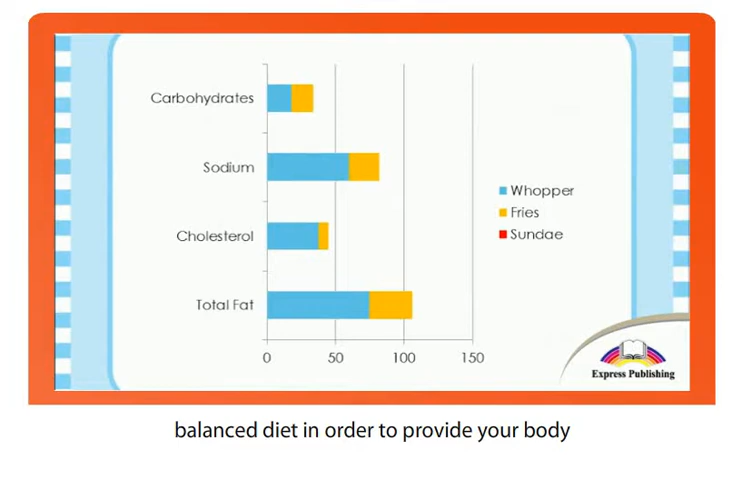 Carbohydrates
Sodium
Cholesterol
Total Fat
0 50 100 150
Whopper
Fries
Sundae
Express Publishing
balanced diet in order to provide your body